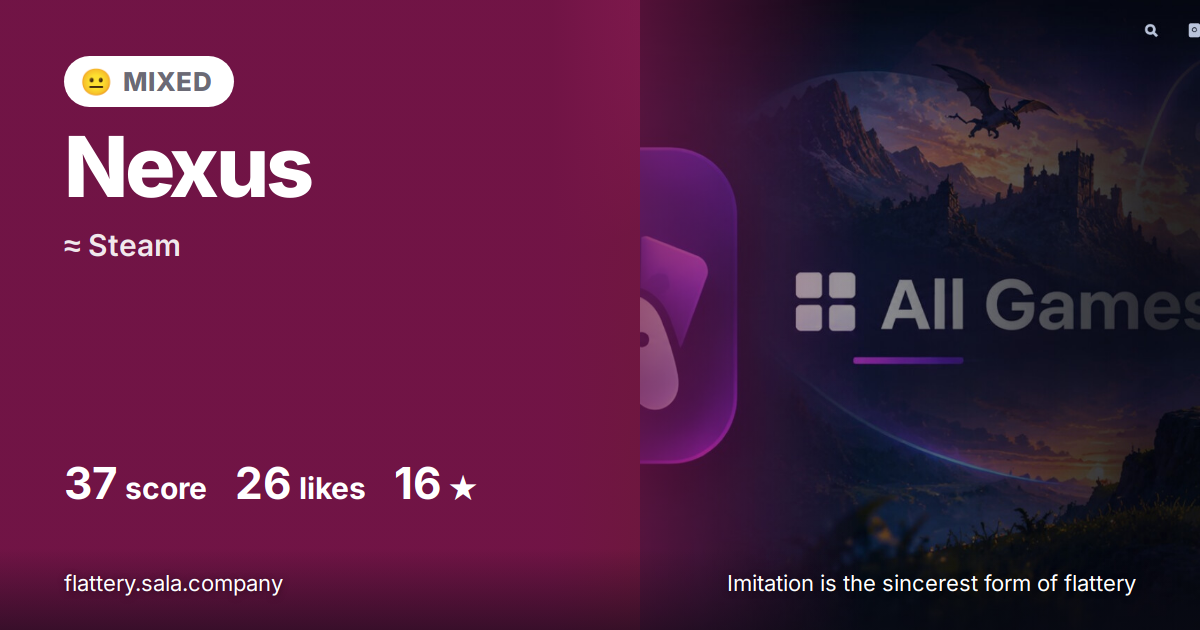 😐 MIXED
Nexus
≈ Steam
All Games
37 score 26 likes 16 ★
flattery.sala.company
Imitation is the sincerest form of flattery